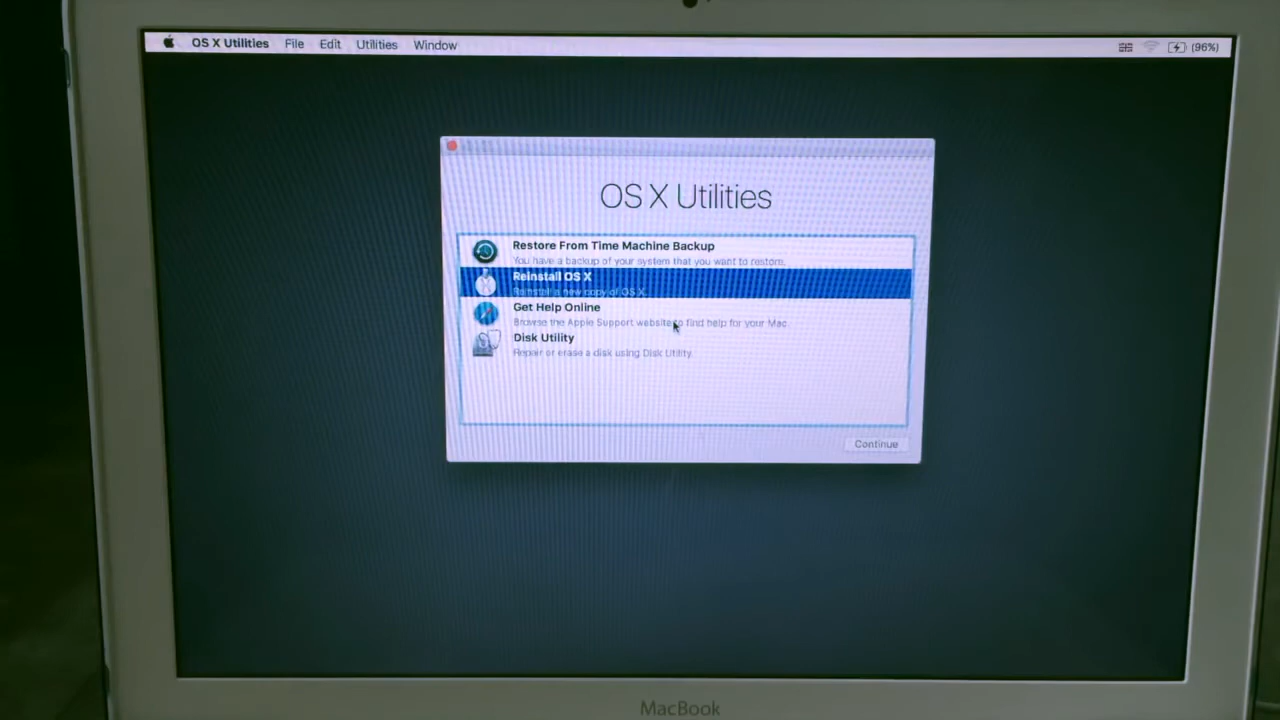 OS X Utilities File Edit Utilities Window (96%)
OS X Utilities
Restore From Time Machine Backup
You have a backup of your system that you want to restore.
Reinstall OS X
Reinstall a new copy of OS X.
Get Help Online
Browse the Apple Support website to find help for your Mac.
Disk Utility
Repair or erase a disk using Disk Utility.
Continue
MacBook